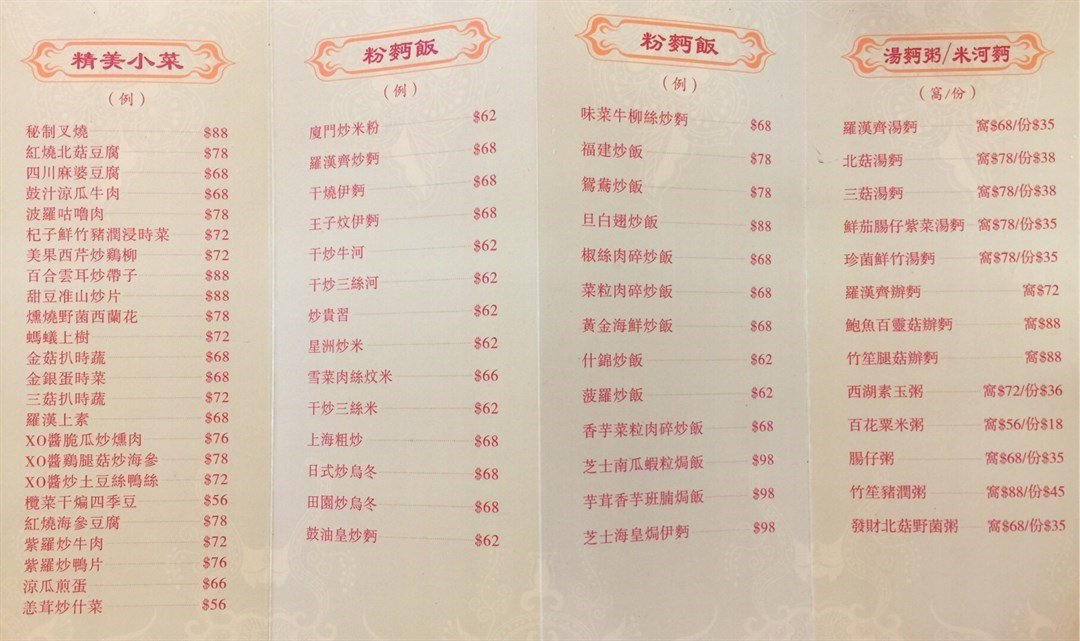 精美小菜
（例）
秘制叉燒 $88
紅燒北菇豆腐 $78
四川麻婆豆腐 $68
鼓汁涼瓜牛肉 $68
波羅咕嚕肉 $78
杞子鮮竹豬潤浸時菜 $72
美果西芹炒鷄柳 $72
百合雲耳炒帶子 $88
甜豆准山炒片 $88
燻燒野菌西蘭花 $78
螞蟻上樹 $72
金菇扒時蔬 $68
金銀蛋時菜 $68
三菇扒時蔬 $72
羅漢上素 $68
XO醬脆瓜炒燻肉 $76
XO醬鷄腿菇炒海參 $78
XO醬炒土豆絲鴨絲 $72
欖菜干煸四季豆 $56
紅燒海參豆腐 $78
紫羅炒牛肉 $72
紫羅炒鴨片 $76
涼瓜煎蛋 $66
恙茸炒什菜 $56
粉麪飯
（例）
廈門炒米粉 $62
羅漢齊炒麪 $68
干燒伊麪 $68
王子炆伊麪 $68
干炒牛河 $62
干炒三絲河 $62
炒貴習 $62
星洲炒米 $62
雪菜肉絲炆米 $66
干炒三絲米 $62
上海粗炒 $68
日式炒烏冬 $68
田園炒烏冬 $68
鼓油皇炒麪 $62
粉麪飯
（例）
味菜牛柳絲炒麪 $68
福建炒飯 $78
鴛鴦炒飯 $78
旦白翅炒飯 $88
椒絲肉碎炒飯 $68
菜粒肉碎炒飯 $68
黃金海鮮炒飯 $68
什錦炒飯 $62
菠羅炒飯 $62
香芋菜粒肉碎炒飯 $68
芝士南瓜蝦粒焗飯 $98
芋茸香芋班腩焗飯 $98
芝士海皇焗伊麪 $98
湯麪粥/米河麪
（窩/份）
羅漢齊湯麪 窩$68/份$35
北菇湯麪 窩$78/份$38
三菇湯麪 窩$78/份$38
鮮茄腸仔紫菜湯麪 窩$78/份$35
珍菌鮮竹湯麪 窩$78/份$35
羅漢齊辦麪 窩$72
鮑魚百靈菇辦麪 窩$88
竹笙腿菇辦麪 窩$88
西湖素玉粥 窩$72/份$36
百花粟米粥 窩$56/份$18
腸仔粥 窩$68/份$35
竹笙豬潤粥 窩$88/份$45
發財北菇野菌粥 窩$68/份$35